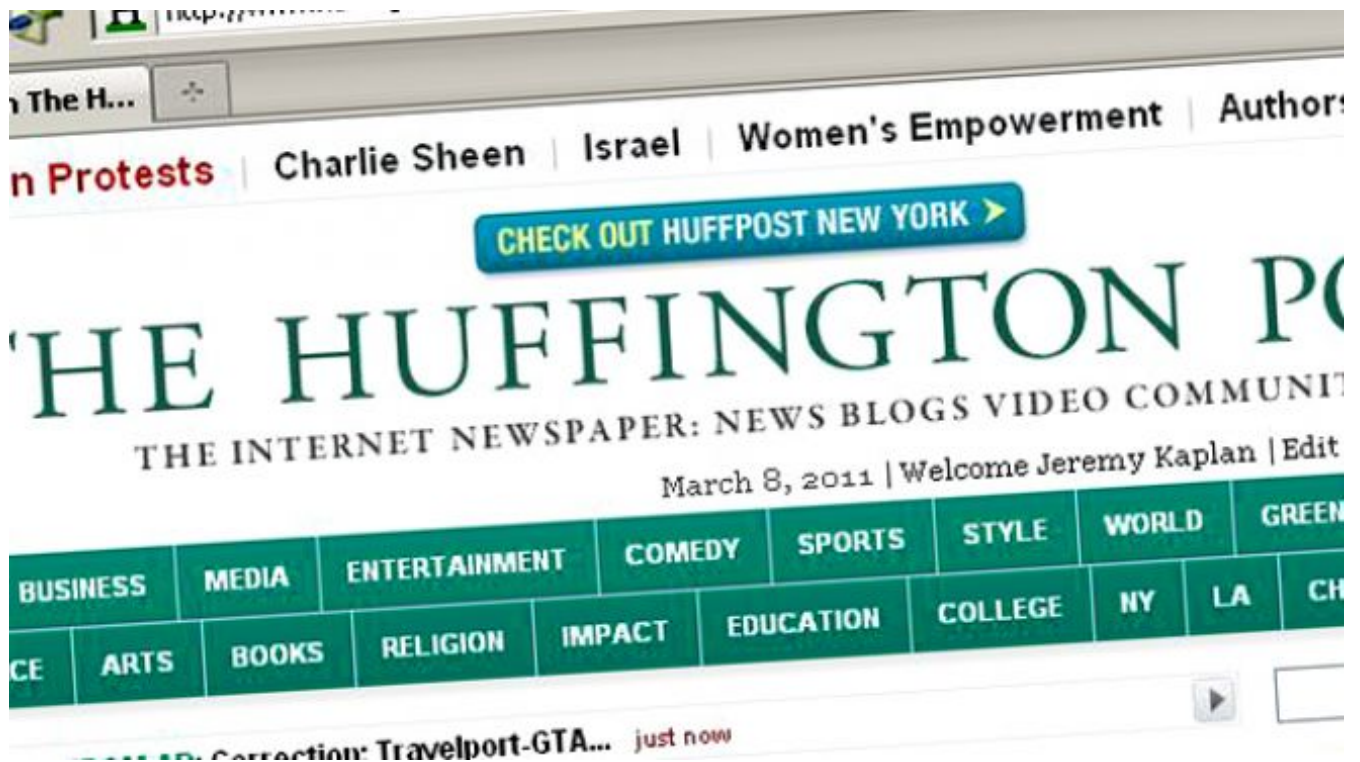 The H...
n Protests | Charlie Sheen | Israel | Women's Empowerment | Authors
CHECK OUT HUFFPOST NEW YORK
THE HUFFINGTON PO
THE INTERNET NEWSPAPER: NEWS BLOGS VIDEO COMMUNIT
March 8, 2011 | Welcome Jeremy Kaplan | Edit
BUSINESS MEDIA ENTERTAINMENT COMEDY SPORTS STYLE WORLD GREEN
CE ARTS BOOKS RELIGION IMPACT EDUCATION COLLEGE NY LA CH
Correction: Travelport-GTA... just now